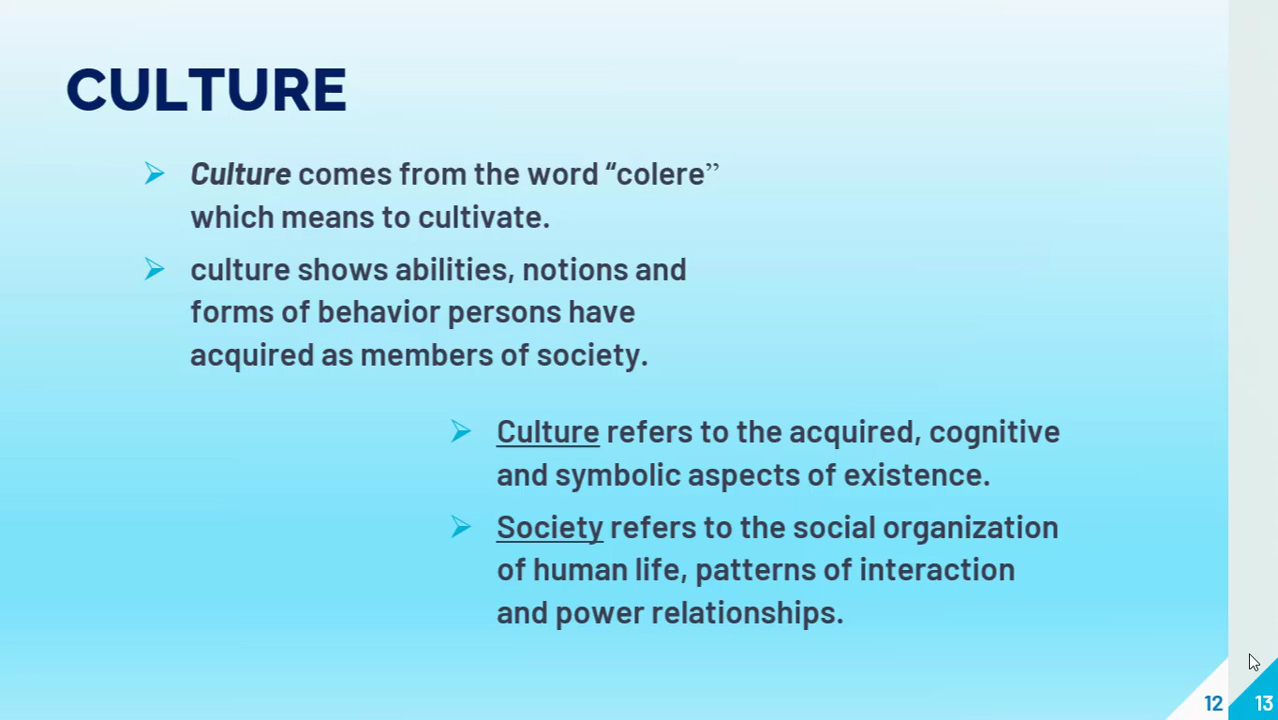 CULTURE
Culture comes from the word “colere”
which means to cultivate.
culture shows abilities, notions and
forms of behavior persons have
acquired as members of society.
Culture refers to the acquired, cognitive
and symbolic aspects of existence.
Society refers to the social organization
of human life, patterns of interaction
and power relationships.
12
13